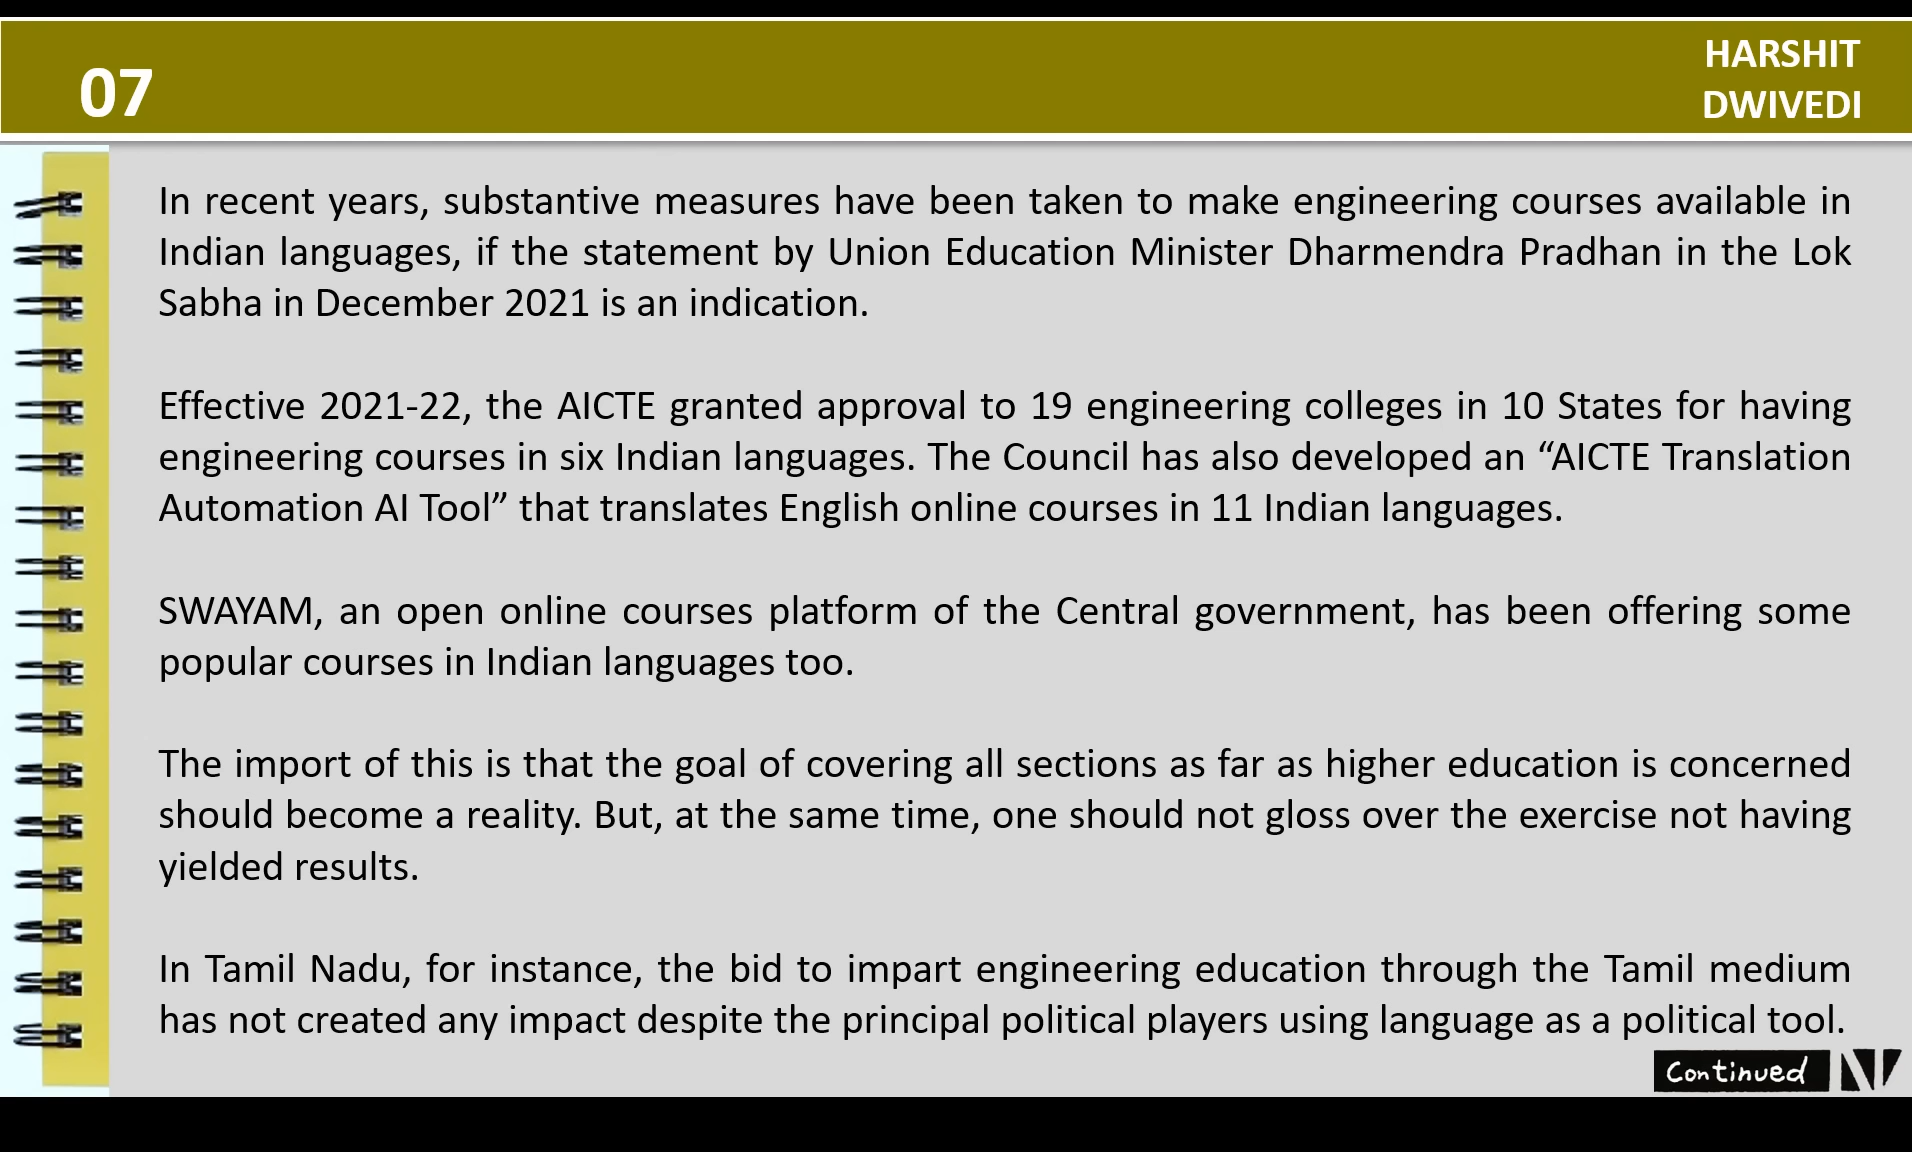 07
HARSHIT
DWIVEDI
In recent years, substantive measures have been taken to make engineering courses available in
Indian languages, if the statement by Union Education Minister Dharmendra Pradhan in the Lok
Sabha in December 2021 is an indication.
Effective 2021-22, the AICTE granted approval to 19 engineering colleges in 10 States for having
engineering courses in six Indian languages. The Council has also developed an “AICTE Translation
Automation AI Tool” that translates English online courses in 11 Indian languages.
SWAYAM, an open online courses platform of the Central government, has been offering some
popular courses in Indian languages too.
The import of this is that the goal of covering all sections as far as higher education is concerned
should become a reality. But, at the same time, one should not gloss over the exercise not having
yielded results.
In Tamil Nadu, for instance, the bid to impart engineering education through the Tamil medium
has not created any impact despite the principal political players using language as a political tool.
Continued